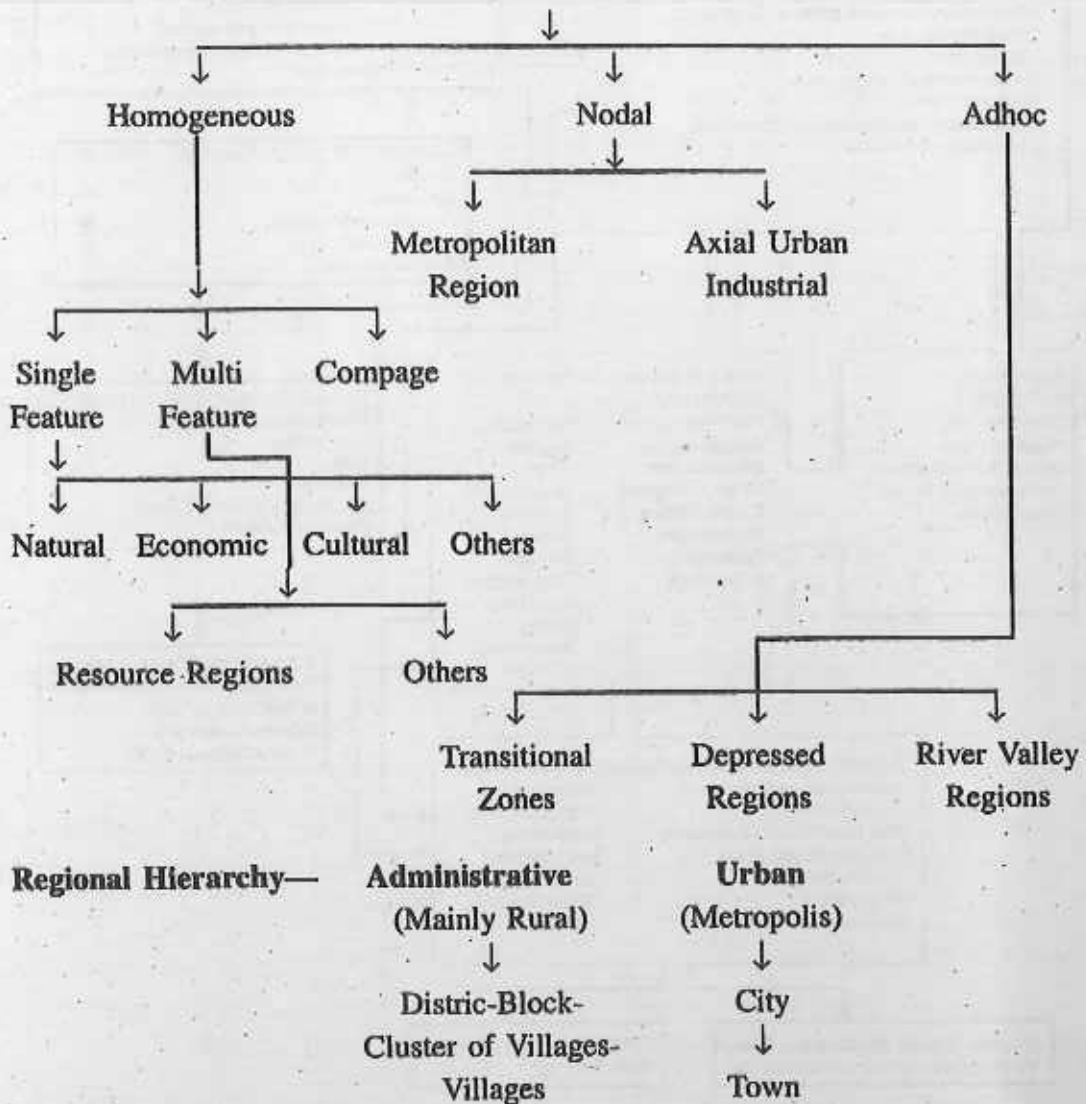 Homogeneous Nodal Adhoc
Metropolitan Axial Urban
Region Industrial
Single Multi Compage
Feature Feature
Natural Economic Cultural Others
Resource Regions Others
Transitional Depressed River Valley
Zones Regions Regions
Regional Hierarchy— Administrative Urban
(Mainly Rural) (Metropolis)
Distric-Block- City
Cluster of Villages-
Villages Town